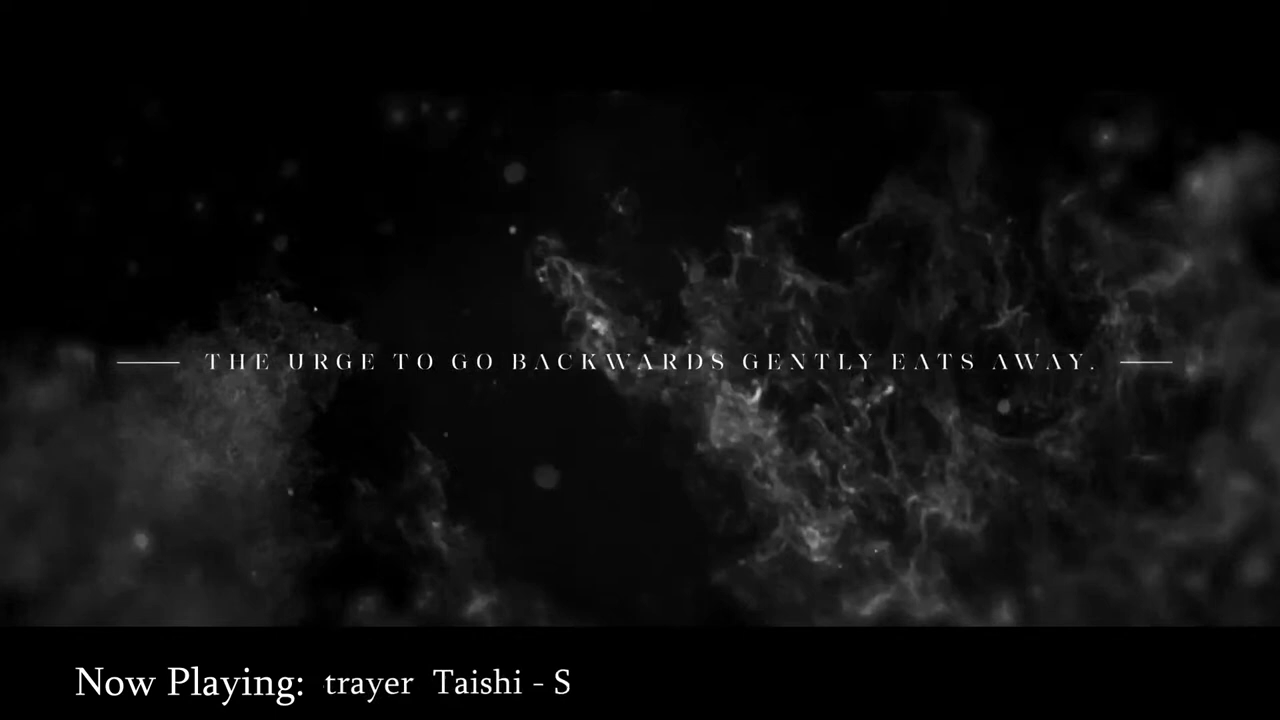 THE URGE TO GO BACKWARDS GENTLY EATS AWAY.
Now Playing: trayer Taishi - S